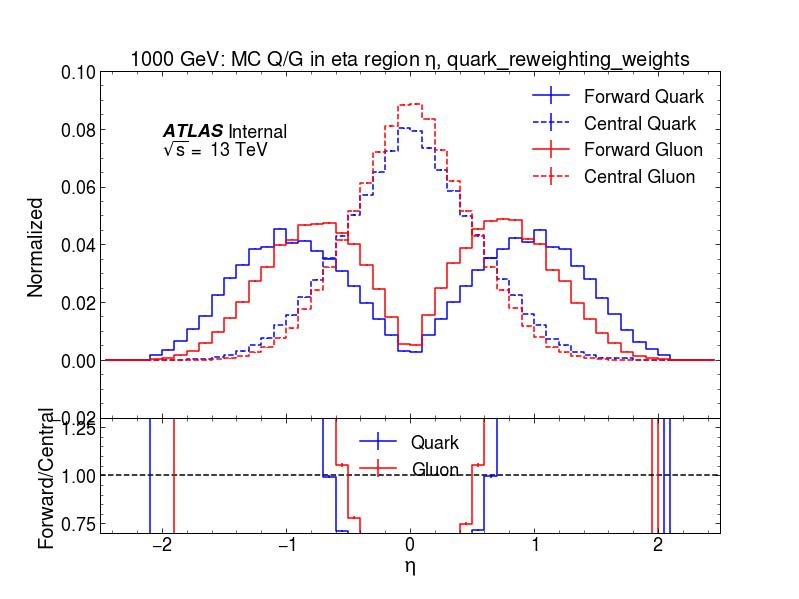 1000 GeV: MC Q/G in eta region η, quark_reweighting_weights
0.10
0.08
0.06
0.04
0.02
0.00
−0.02
Normalized
ATLAS Internal
√s = 13 TeV
Forward Quark
Central Quark
Forward Gluon
Central Gluon
1.25
1.00
0.75
Forward/Central
Quark
Gluon
−2 −1 0 1 2
η